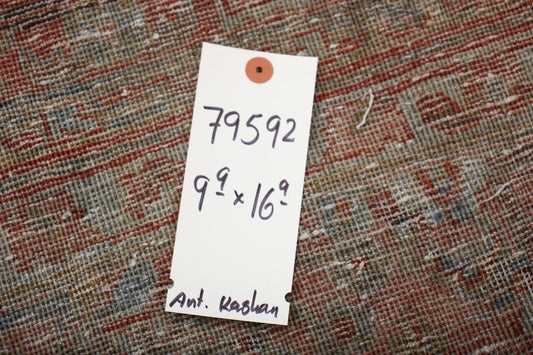 79592
9⁹ x 16⁹
Ant. Kashan